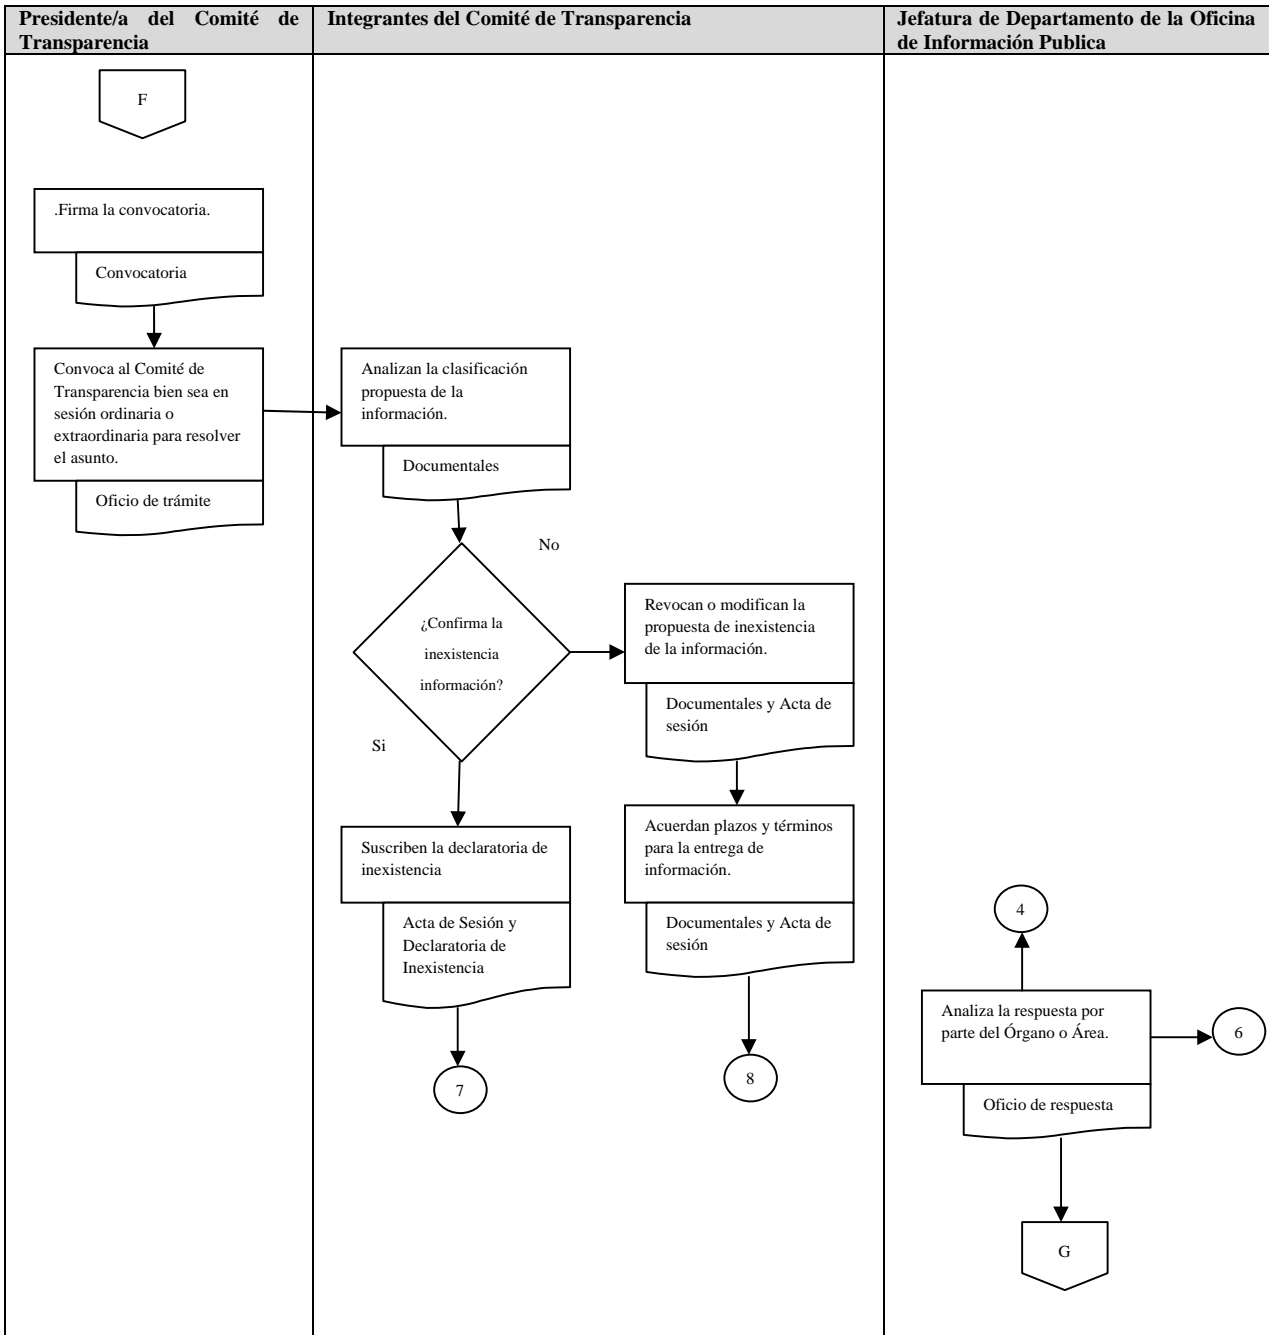 Presidente/a del Comité de
Transparencia
Integrantes del Comité de Transparencia
Jefatura de Departamento de la Oficina
de Información Publica
F
.Firma la convocatoria.
Convocatoria
Convoca al Comité de
Transparencia bien sea en
sesión ordinaria o
extraordinaria para resolver
el asunto.
Oficio de trámite
Analizan la clasificación
propuesta de la
información.
Documentales
No
¿Confirma la
inexistencia
información?
Si
Revocan o modifican la
propuesta de inexistencia
de la información.
Documentales y Acta de
sesión
Suscriben la declaratoria de
inexistencia
Acta de Sesión y
Declaratoria de
Inexistencia
7
Acuerdan plazos y términos
para la entrega de
información.
Documentales y Acta de
sesión
8
4
Analiza la respuesta por
parte del Órgano o Área.
6
Oficio de respuesta
G